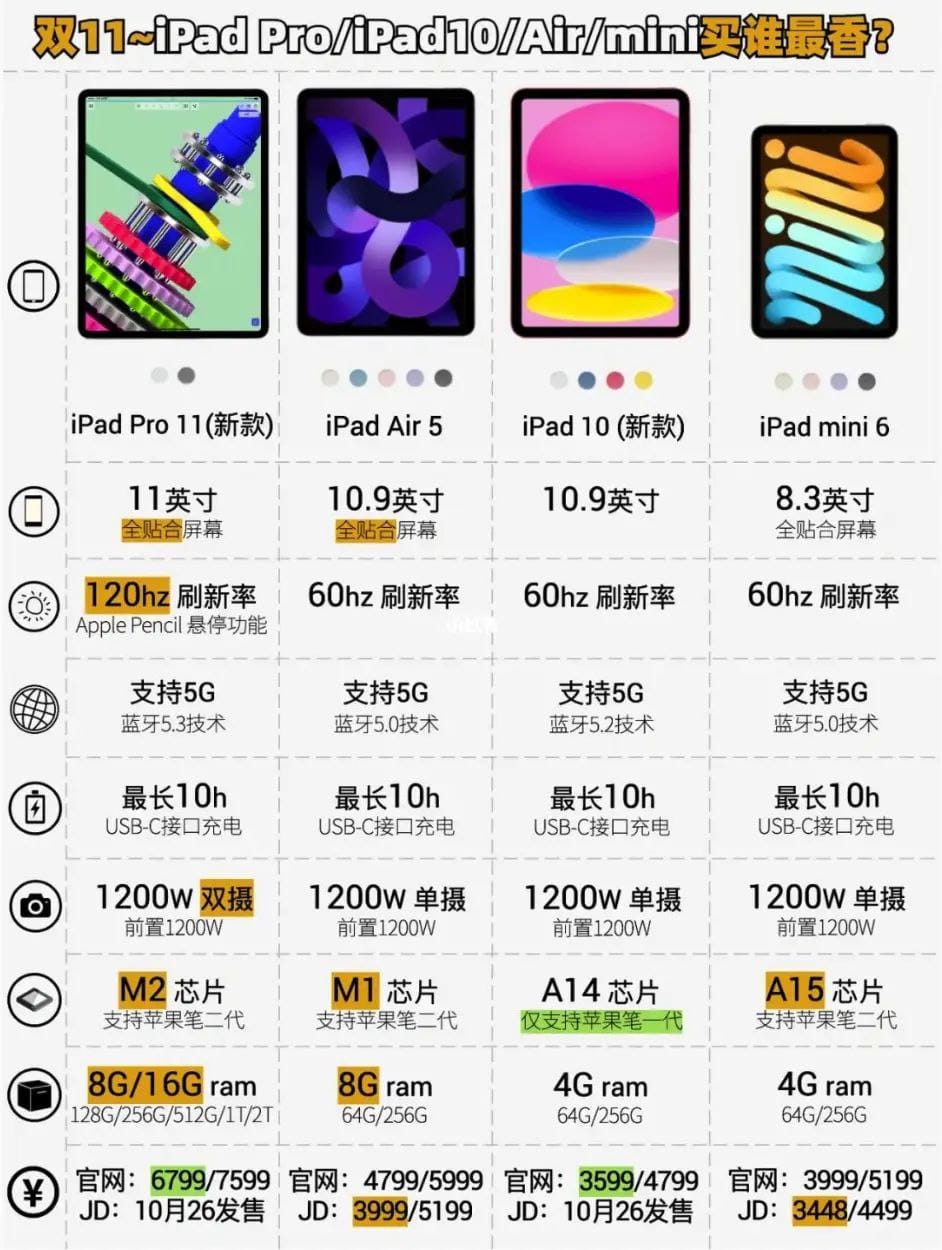 双11~iPad Pro/iPad10/Air/mini买谁最香?
iPad Pro 11(新款)
iPad Air 5
iPad 10 (新款)
iPad mini 6
11英寸
全贴合屏幕
10.9英寸
全贴合屏幕
10.9英寸
8.3英寸
全贴合屏幕
120hz 刷新率
Apple Pencil 悬停功能
60hz 刷新率
60hz 刷新率
60hz 刷新率
支持5G
蓝牙5.3技术
支持5G
蓝牙5.0技术
支持5G
蓝牙5.2技术
支持5G
蓝牙5.0技术
最长10h
USB-C接口充电
最长10h
USB-C接口充电
最长10h
USB-C接口充电
最长10h
USB-C接口充电
1200W 双摄
前置1200W
1200W 单摄
前置1200W
1200W 单摄
前置1200W
1200W 单摄
前置1200W
M2 芯片
支持苹果笔二代
M1 芯片
支持苹果笔二代
A14 芯片
仅支持苹果笔一代
A15 芯片
支持苹果笔二代
8G/16G ram
128G/256G/512G/1T/2T
8G ram
64G/256G
4G ram
64G/256G
4G ram
64G/256G
¥
官网：6799/7599
JD：10月26发售
官网：4799/5999
JD：3999/5199
官网：3599/4799
JD：10月26发售
官网：3999/5199
JD：3448/4499